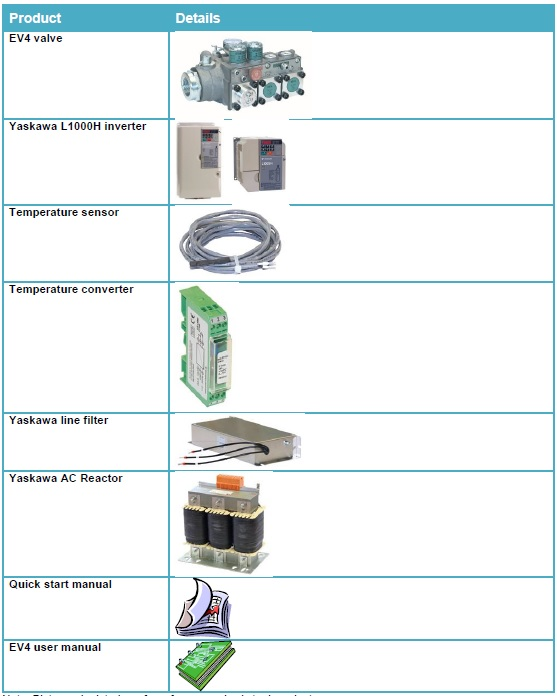 Product Details
EV4 valve
Yaskawa L1000H inverter
Temperature sensor
Temperature converter
Yaskawa line filter
Yaskawa AC Reactor
Quick start manual
EV4 user manual